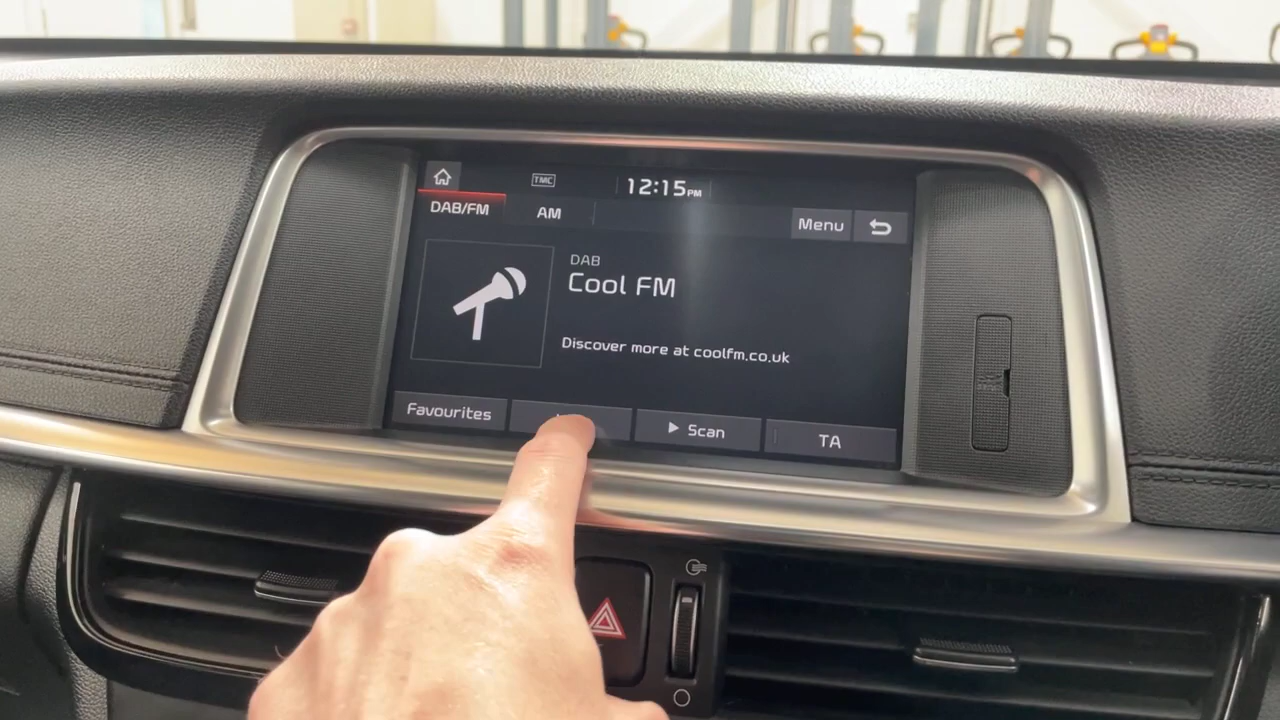 TMC
12:15PM
DAB/FM
AM
Menu
DAB
Cool FM
Discover more at coolfm.co.uk
Favourites
Scan
TA